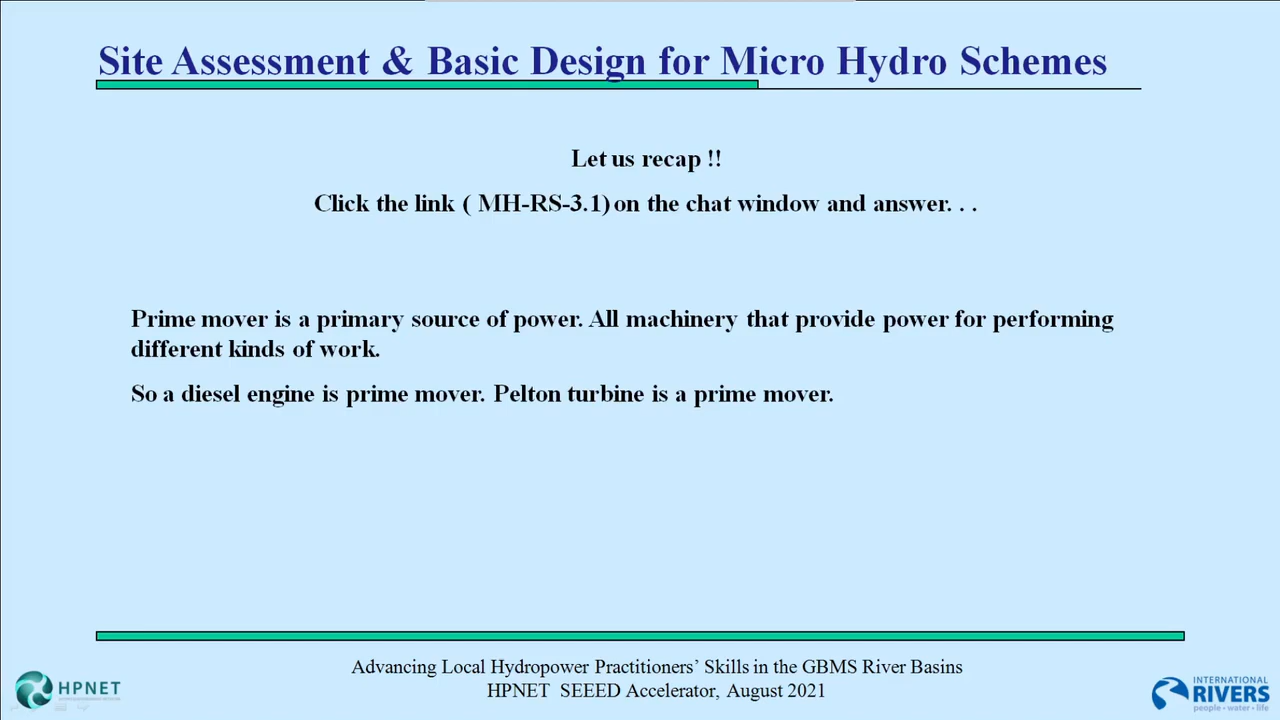 Site Assessment & Basic Design for Micro Hydro Schemes
Let us recap !!
Click the link ( MH-RS-3.1) on the chat window and answer. . .
Prime mover is a primary source of power. All machinery that provide power for performing
different kinds of work.
So a diesel engine is prime mover. Pelton turbine is a prime mover.
Advancing Local Hydropower Practitioners’ Skills in the GBMS River Basins
HPNET SEEED Accelerator, August 2021
HPNET
INTERNATIONAL
RIVERS
people • water • life